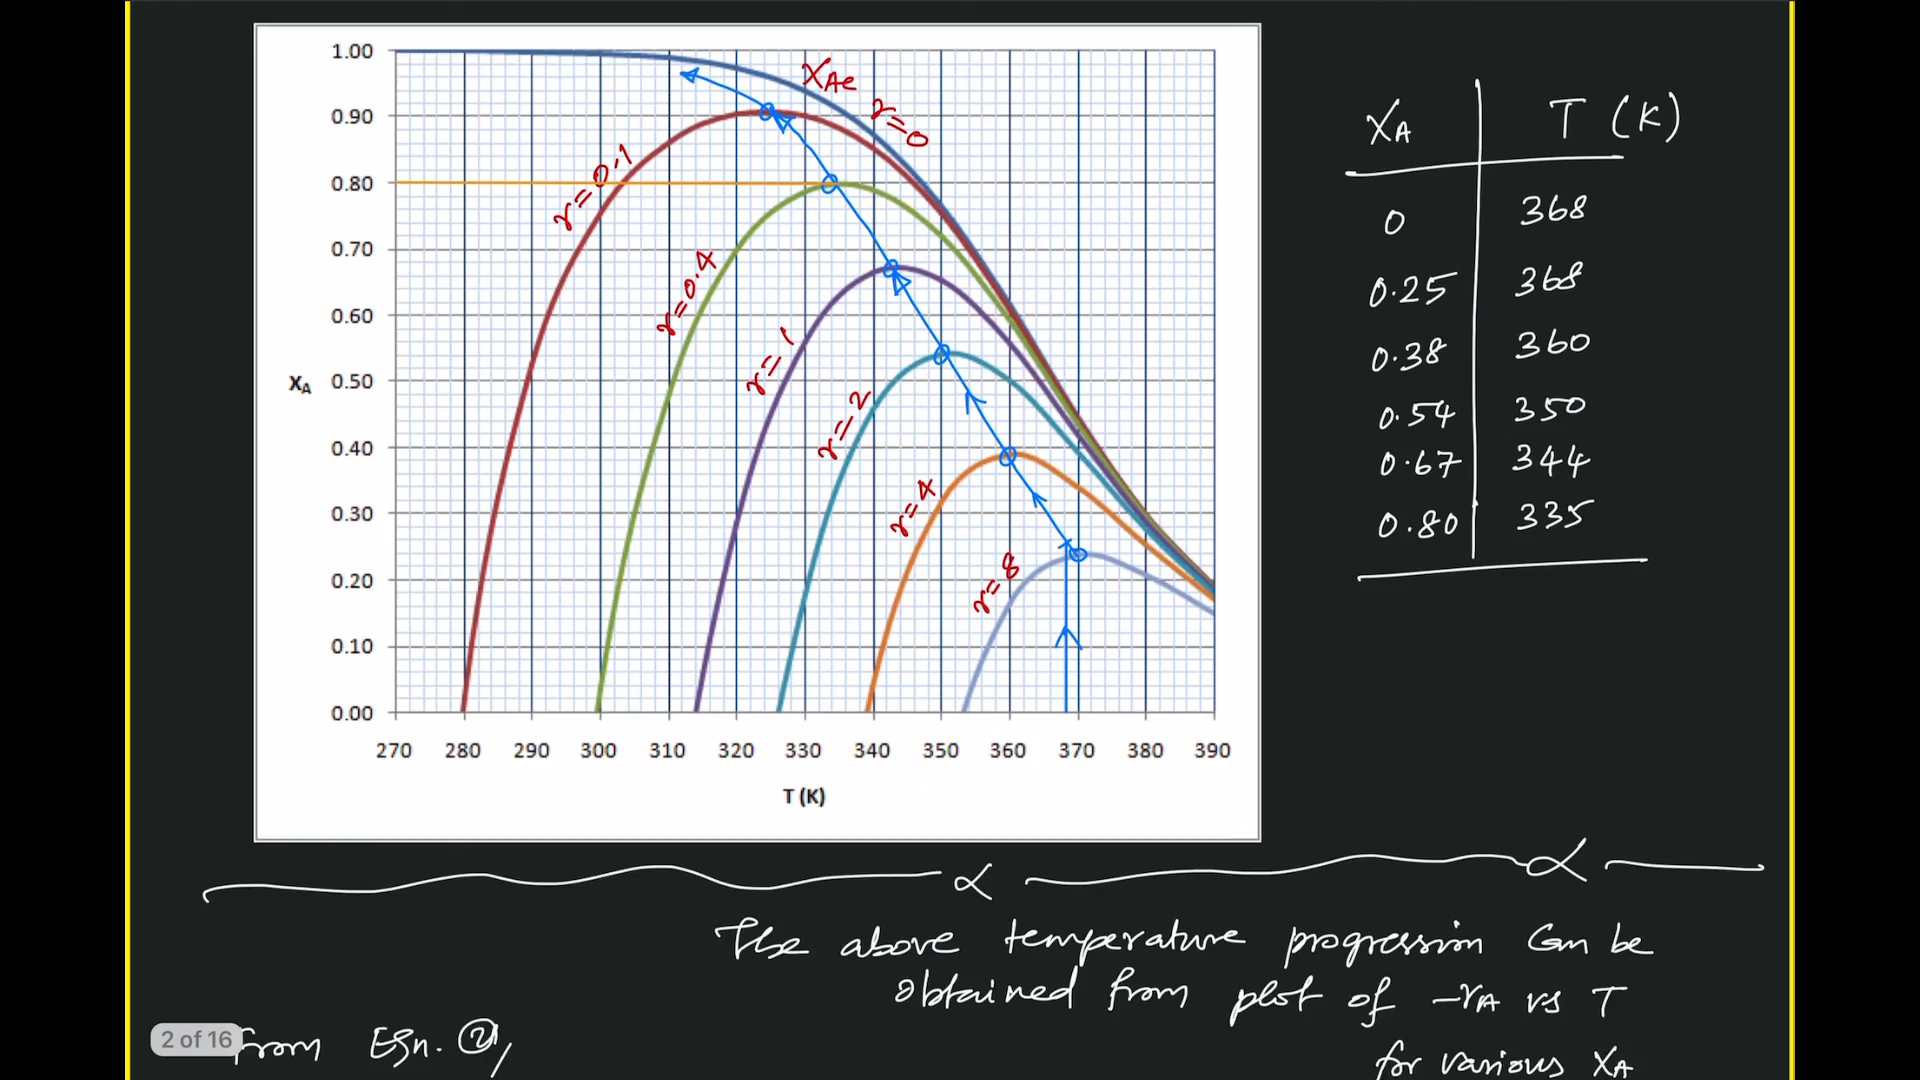 1.00
0.90
0.80
0.70
0.60
XA 0.50
0.40
0.30
0.20
0.10
0.00
270 280 290 300 310 320 330 340 350 360 370 380 390
T (K)
XAe
r=0
r=0.1
r=0.4
r=1
r=2
r=4
r=8
XA T (K)
0 368
0.25 368
0.38 360
0.54 350
0.67 344
0.80 335
The above temperature progression can be
obtained from plot of -rA vs T
for various XA
2 of 16
From Eqn. ②,